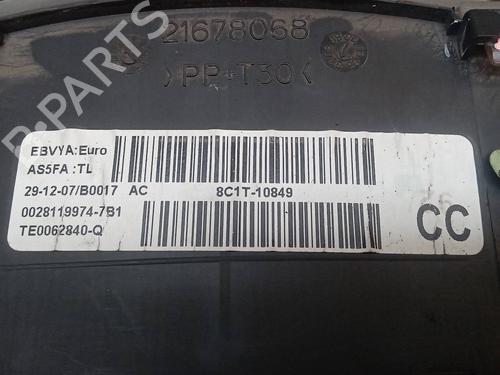 21678068
>PP-T30<
EBVYA:Euro
AS5FA :TL
29-12-07/B0017 AC 8C1T-10849
0028119974-7B1
TE0062840-Q
CC
B-PARTS